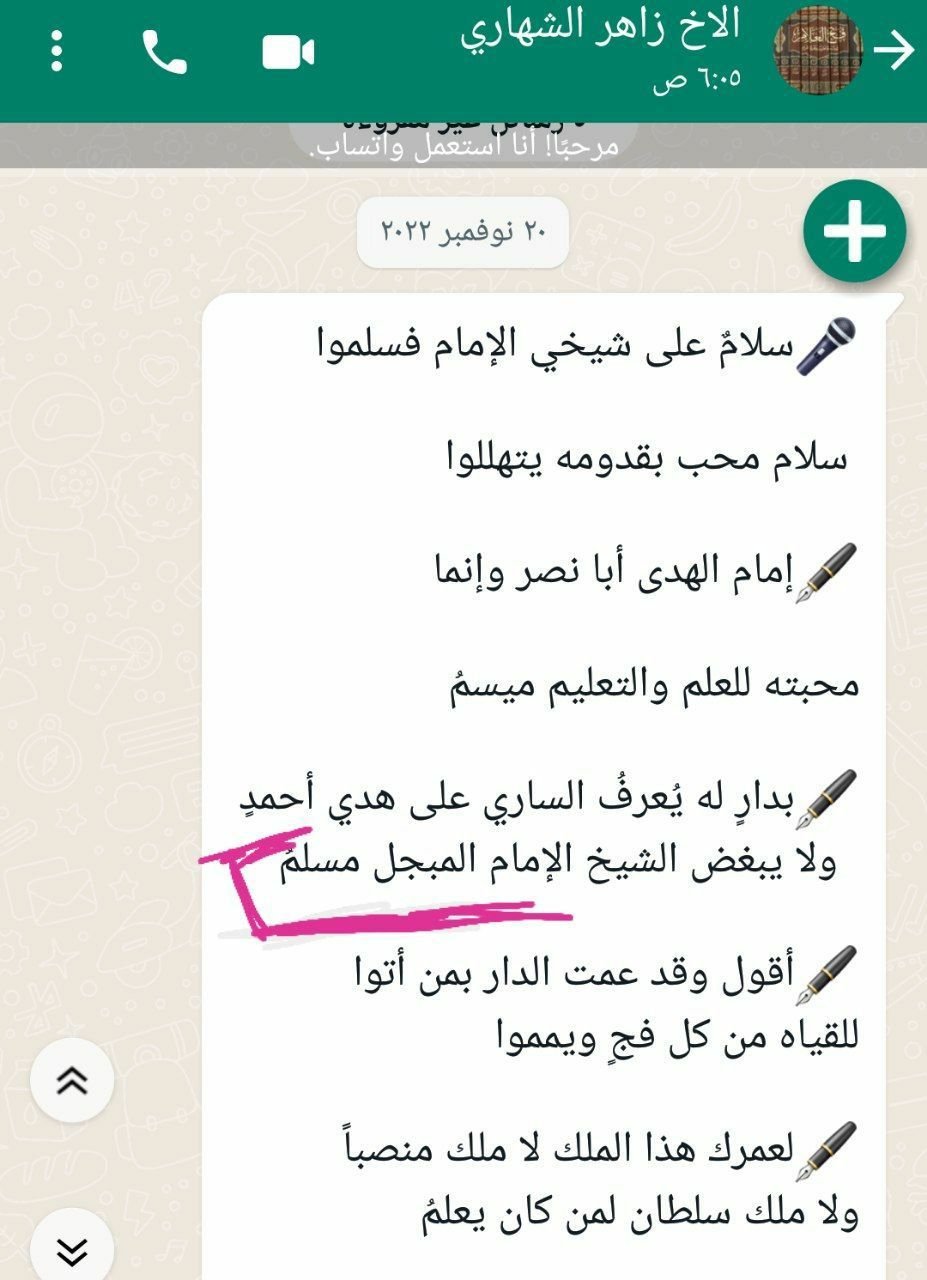 الاخ زاهر الشهاري
٦:٠٥ ص
مرحبًا! أنا أستعمل واتساب.
٢٠ نوفمبر ٢٠٢٢
سلامٌ على شيخي الإمام فسلموا
سلام محب بقدومه يتهللوا
إمام الهدى أبا نصر وإنما
محبته للعلم والتعليم ميسمُ
بدارٍ له يُعرفُ الساري على هدي أحمدٍ
ولا يبغض الشيخ الإمام المبجل مسلمُ
أقول وقد عمت الدار بمن أتوا
للقياه من كل فجٍ ويمموا
لعمرك هذا الملك لا ملك منصباً
ولا ملك سلطان لمن كان يعلمُ